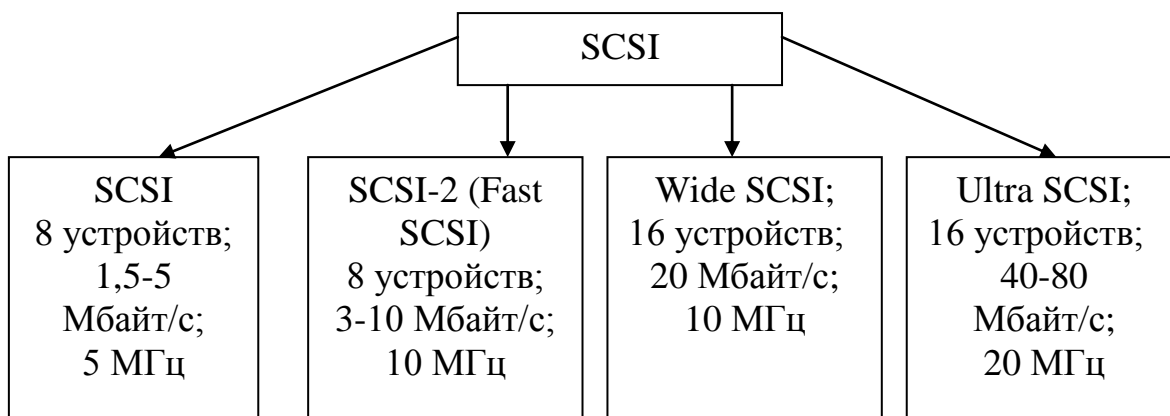 SCSI
SCSI
8 устройств;
1,5-5
Мбайт/с;
5 МГц
SCSI-2 (Fast
SCSI)
8 устройств;
3-10 Мбайт/с;
10 МГц
Wide SCSI;
16 устройств;
20 Мбайт/с;
10 МГц
Ultra SCSI;
16 устройств;
40-80
Мбайт/с;
20 МГц